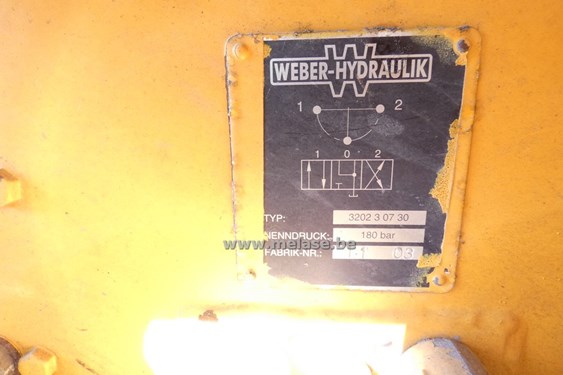 WEBER-HYDRAULIK
1 2
1 0 2
T
TYP: 3202 3 07 30
NENNDRUCK: 180 bar
www.melase.be
FABRIK-NR.: 03